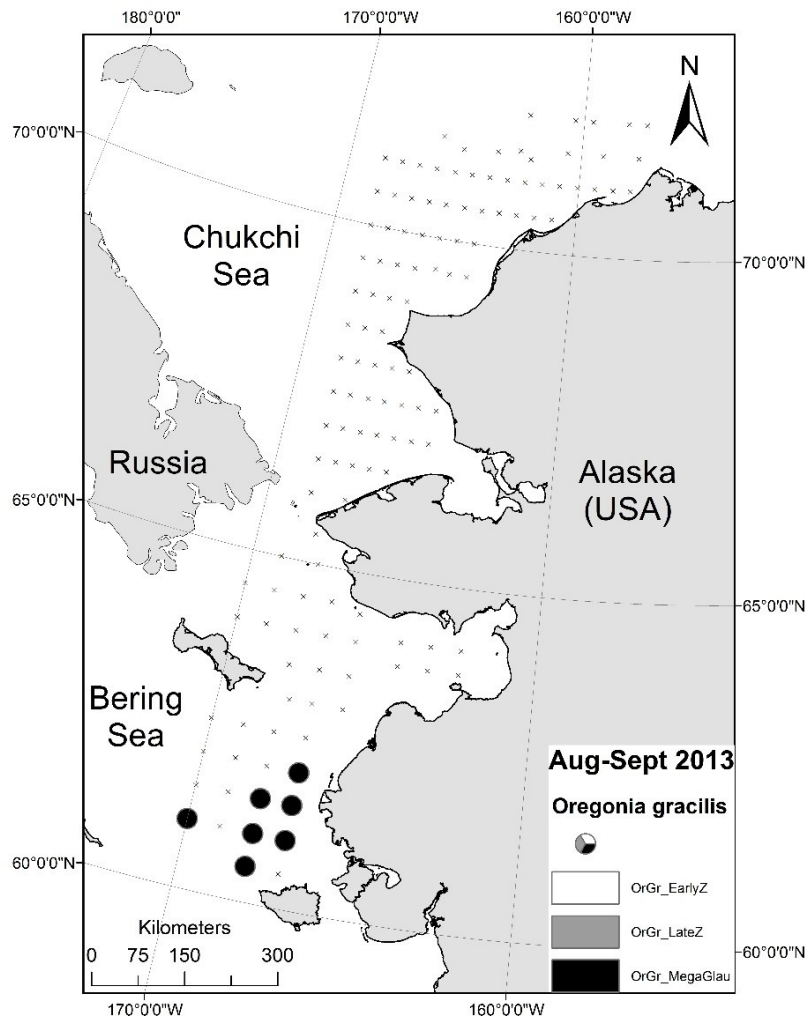 180°0'0"
170°0'0"W
160°0'0"W
N
70°0'0"N
Chukchi
Sea
70°0'0"N
Russia
Alaska
(USA)
65°0'0"N
65°0'0"N
Bering
Sea
Aug-Sept 2013
Oregonia gracilis
60°0'0"N
OrGr_EarlyZ
OrGr_LateZ
OrGr_MegaGlau
60°0'0"N
Kilometers
0 75 150 300
170°0'0"W
160°0'0"W